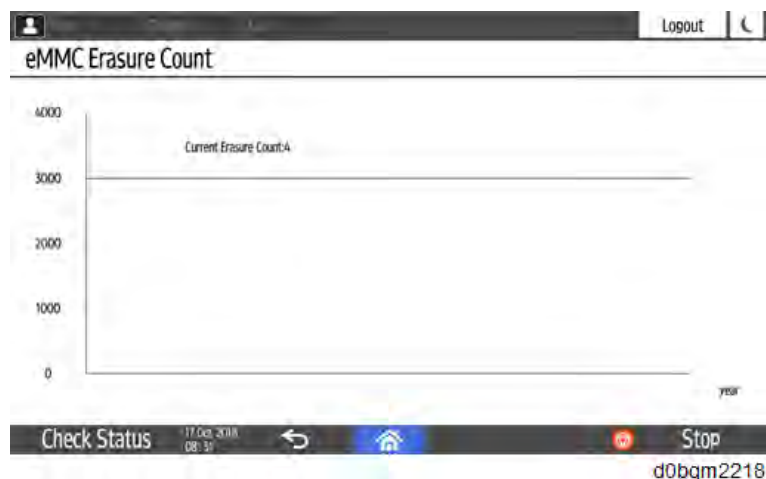 Logout
eMMC Erasure Count
4000
Current Erasure Count:4
3000
2000
1000
0
year
Check Status
17 Oct, 2018
08: 51
Stop
d0bqm2218